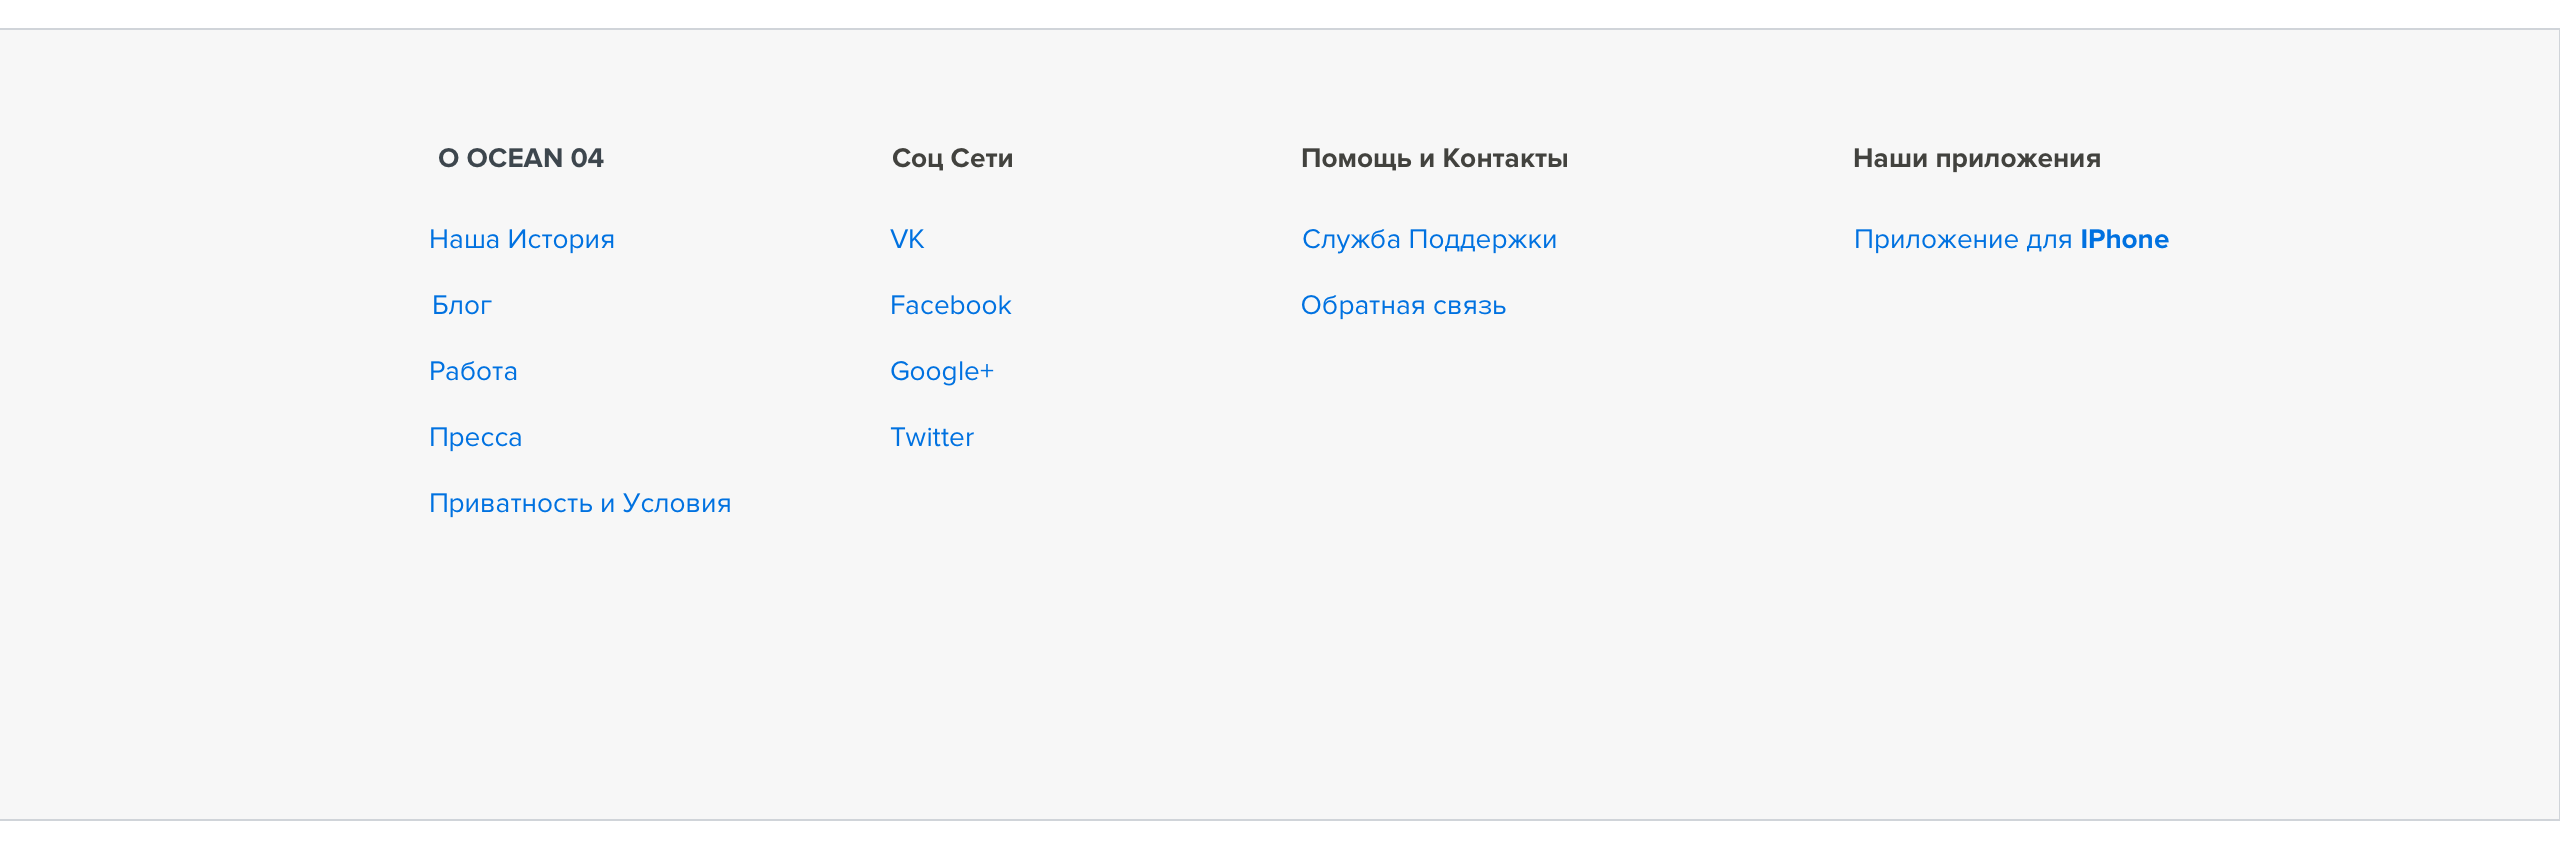 О OCEAN 04
Наша История
Блог
Работа
Пресса
Приватность и Условия
Соц Сети
VK
Facebook
Google+
Twitter
Помощь и Контакты
Служба Поддержки
Обратная связь
Наши приложения
Приложение для IPhone